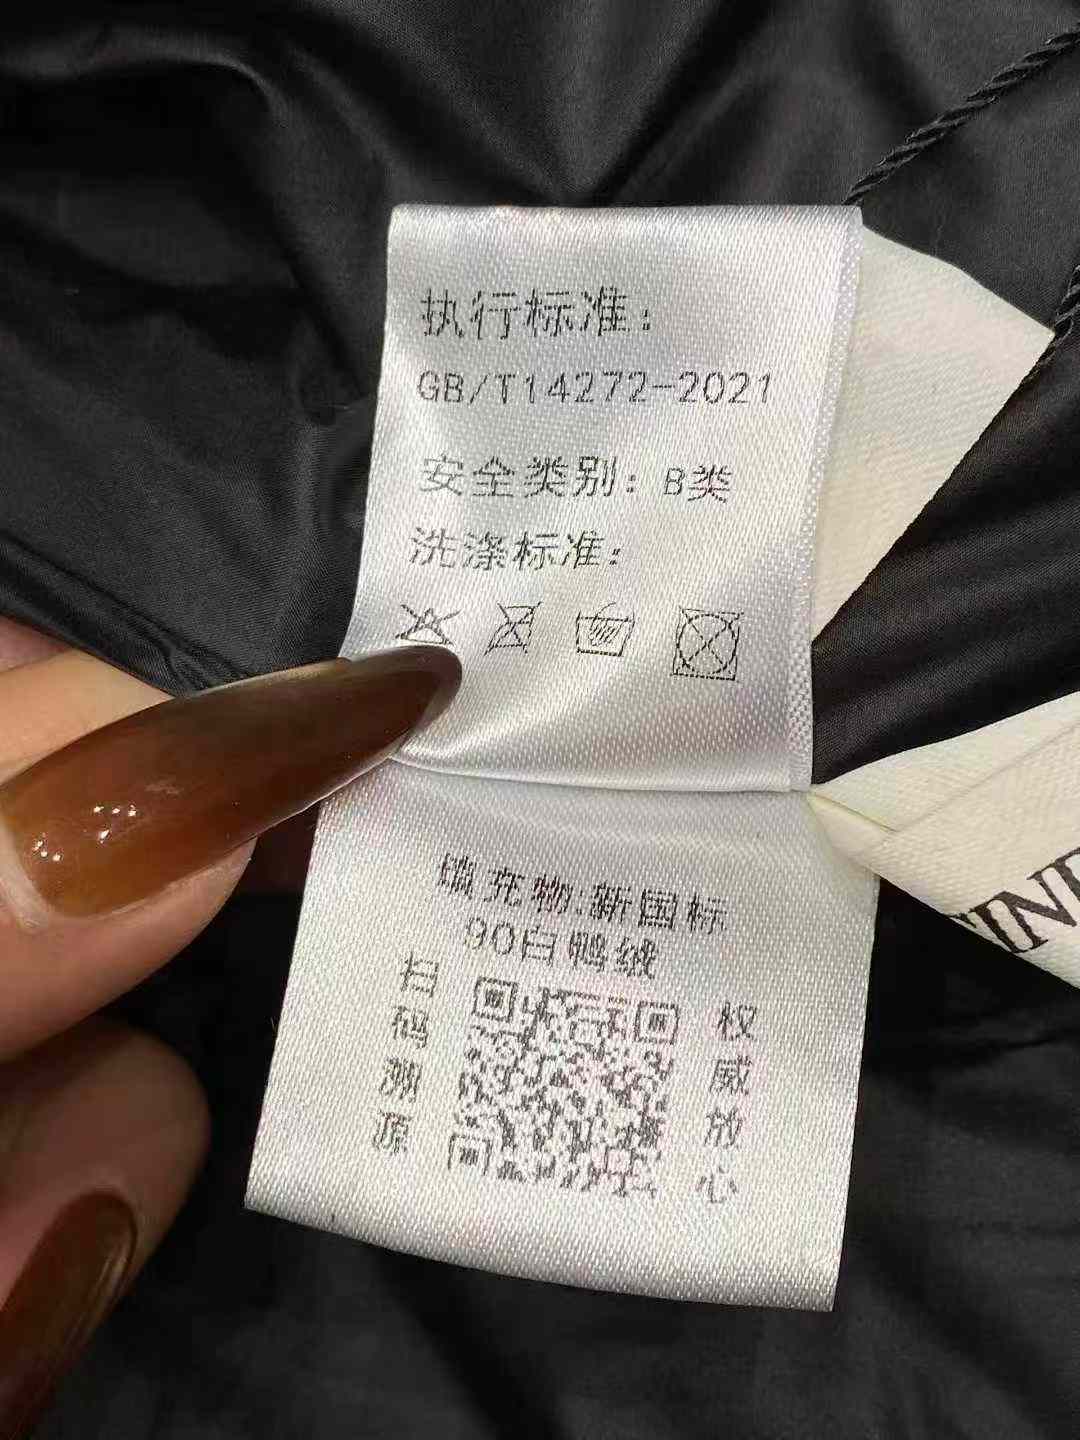 执行标准:
GB/T14272-2021
安全类别: B类
洗涤标准:
填充物:新国标
90白鸭绒
扫码溯源
权威放心